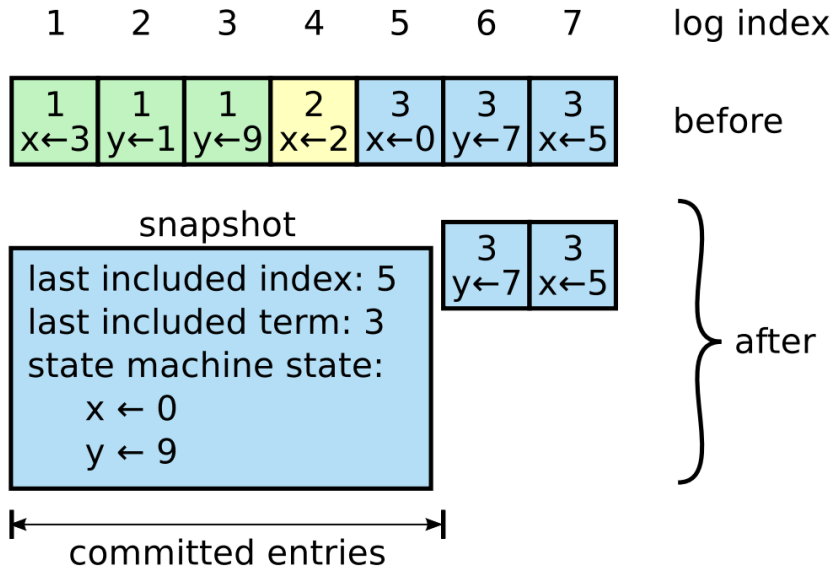 1 2 3 4 5 6 7 log index
1 1 1 2 3 3 3
x←3 y←1 y←9 x←2 x←0 y←7 x←5
before
snapshot
last included index: 5
last included term: 3
state machine state:
x ← 0
y ← 9
3 3
y←7 x←5
after
committed entries